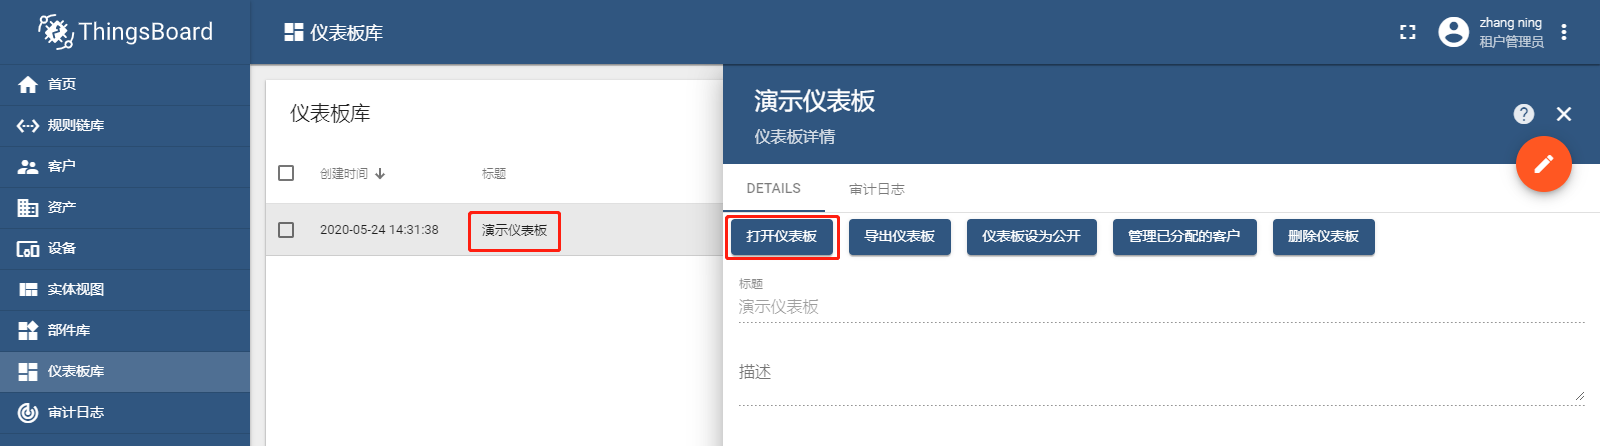 ThingsBoard
仪表板库
zhang ning
租户管理员
首页
规则链库
客户
资产
设备
实体视图
部件库
仪表板库
审计日志
仪表板库
创建时间 标题
2020-05-24 14:31:38 演示仪表板
演示仪表板
仪表板详情
DETAILS 审计日志
打开仪表板 导出仪表板 仪表板设为公开 管理已分配的客户 删除仪表板
标题
演示仪表板
描述